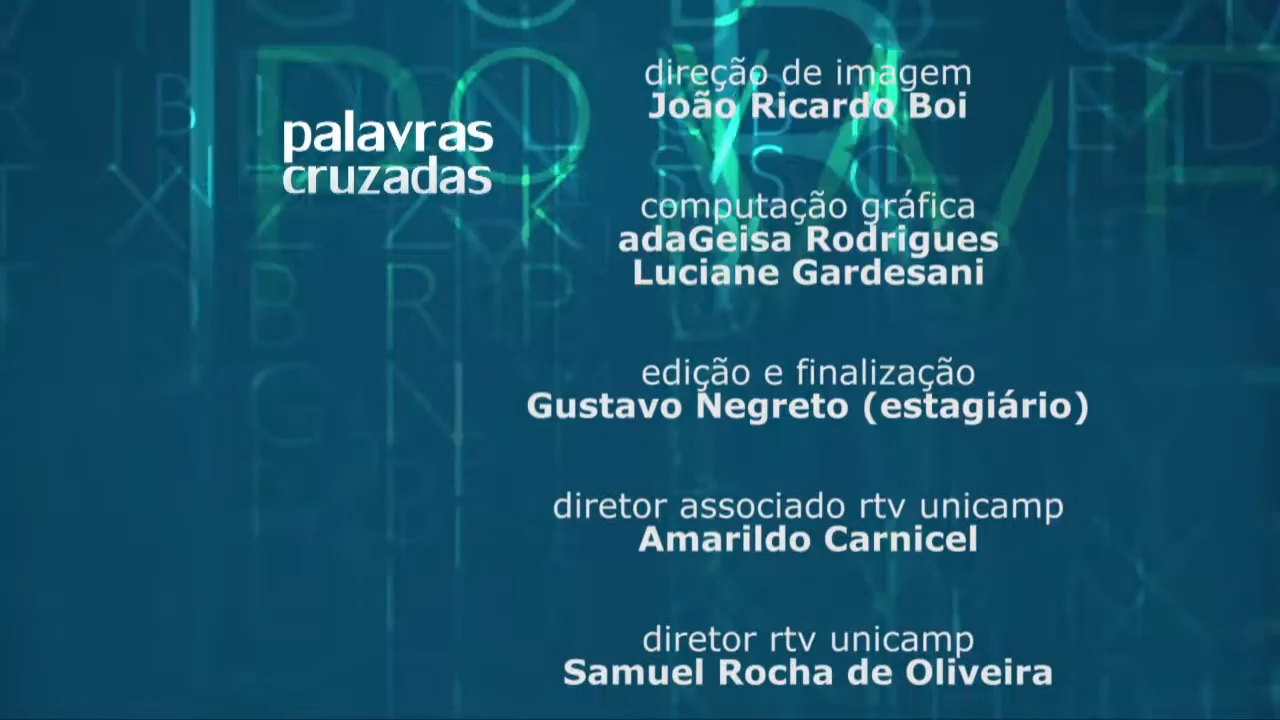 palavras
cruzadas
direção de imagem
João Ricardo Boi
computação gráfica
adaGeisa Rodrigues
Luciane Gardesani
edição e finalização
Gustavo Negreto (estagiário)
diretor associado rtv unicamp
Amarildo Carnicel
diretor rtv unicamp
Samuel Rocha de Oliveira